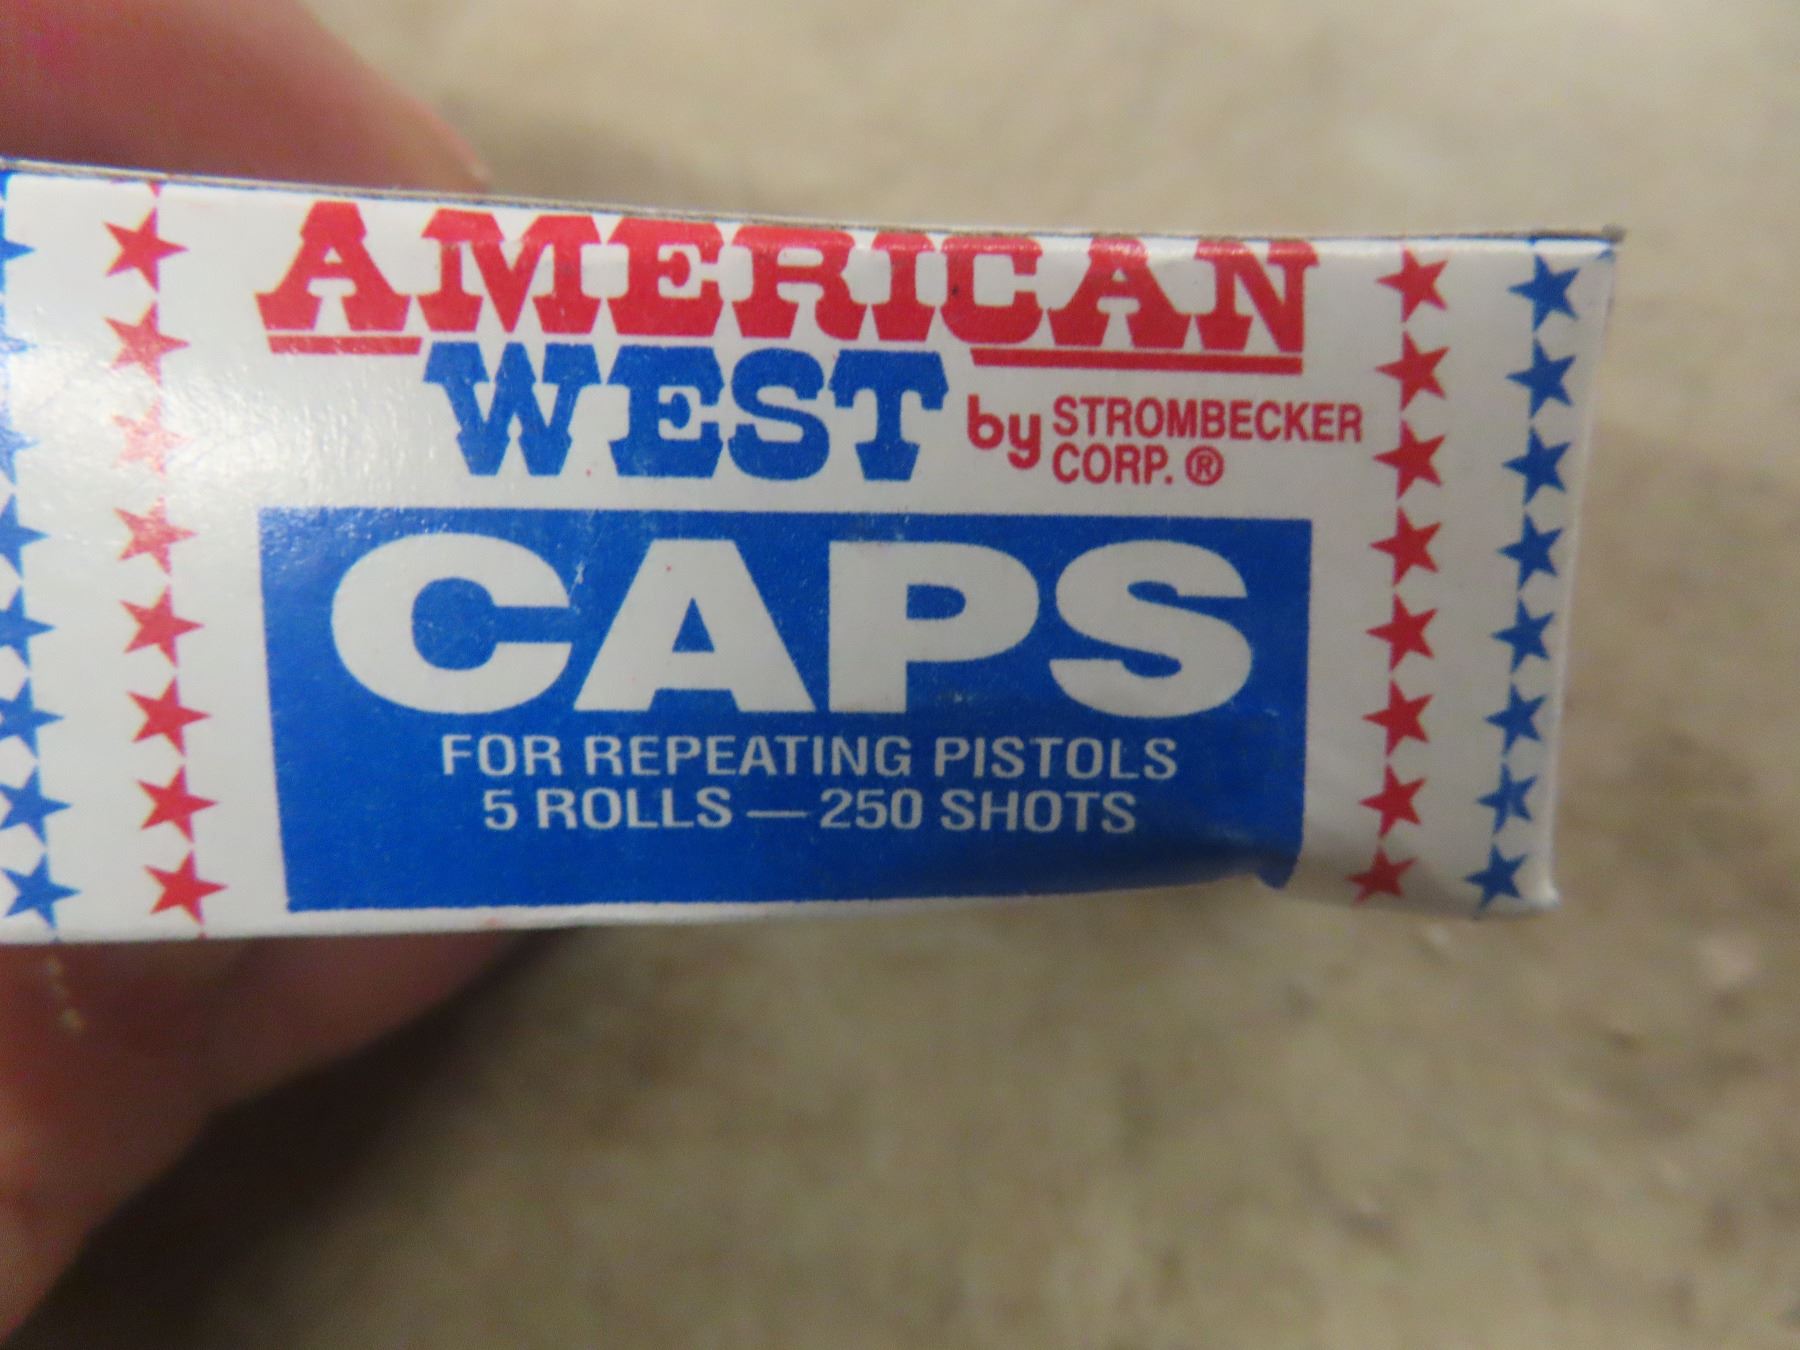 AMERICAN
WEST by STROMBECKER
CORP. ®
CAPS
FOR REPEATING PISTOLS
5 ROLLS — 250 SHOTS